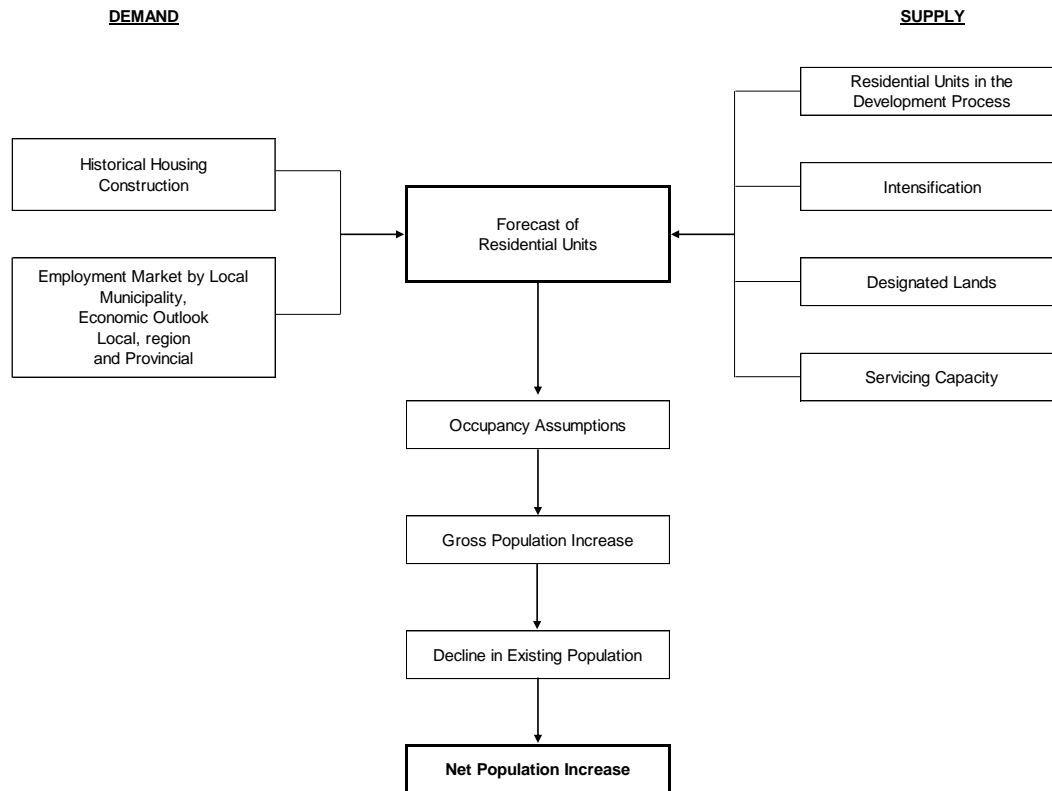 DEMAND
SUPPLY
Residential Units in the
Development Process
Historical Housing
Construction
Intensification
Forecast of
Residential Units
Employment Market by Local
Municipality,
Economic Outlook
Local, region
and Provincial
Designated Lands
Servicing Capacity
Occupancy Assumptions
Gross Population Increase
Decline in Existing Population
Net Population Increase